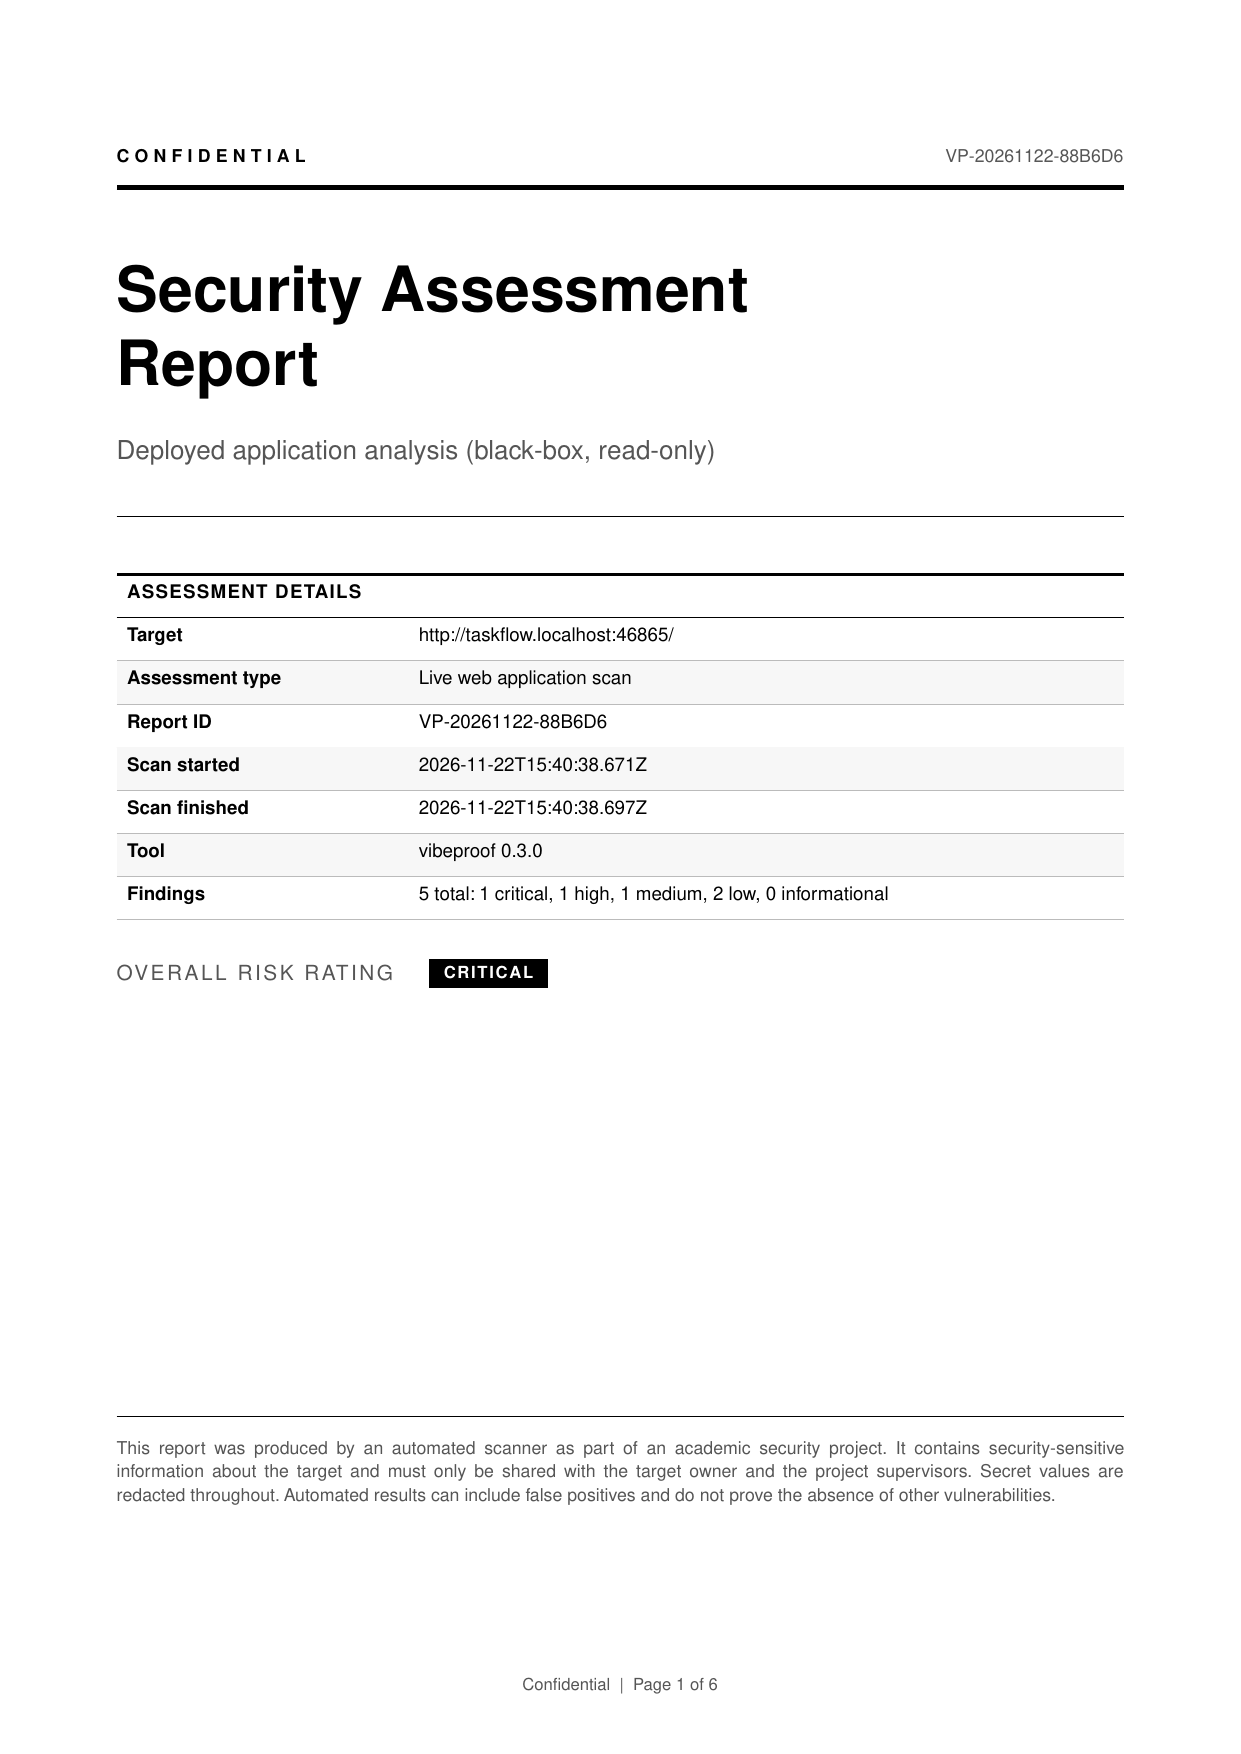 CONFIDENTIAL VP-20261122-88B6D6
Security Assessment
Report
Deployed application analysis (black-box, read-only)
ASSESSMENT DETAILS
Target http://taskflow.localhost:46865/
Assessment type Live web application scan
Report ID VP-20261122-88B6D6
Scan started 2026-11-22T15:40:38.671Z
Scan finished 2026-11-22T15:40:38.697Z
Tool vibeproof 0.3.0
Findings 5 total: 1 critical, 1 high, 1 medium, 2 low, 0 informational
OVERALL RISK RATING CRITICAL
This report was produced by an automated scanner as part of an academic security project. It contains security-sensitive
information about the target and must only be shared with the target owner and the project supervisors. Secret values are
redacted throughout. Automated results can include false positives and do not prove the absence of other vulnerabilities.
Confidential | Page 1 of 6